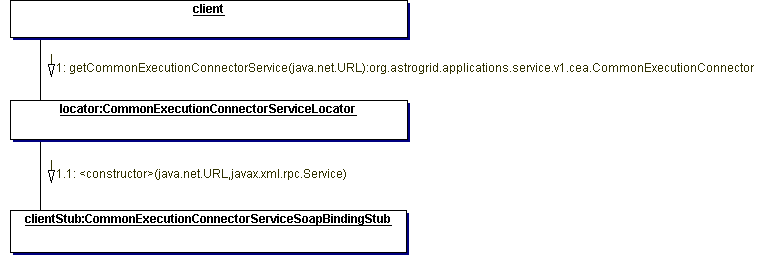 client
1: getCommonExecutionConnectorService(java.net.URL):org.astrogrid.applications.service.v1.cea.CommonExecutionConnector
locator:CommonExecutionConnectorServiceLocator
1.1: <constructor>(java.net.URL,javax.xml.rpc.Service)
clientStub:CommonExecutionConnectorServiceSoapBindingStub